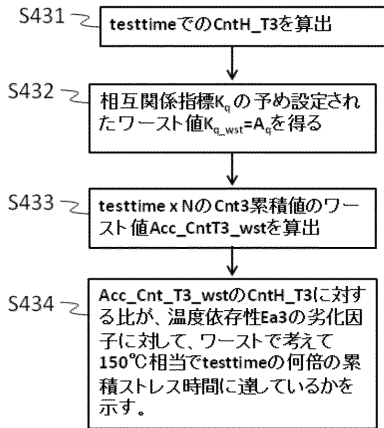 S431
testtimeでのCntH_T3を算出
S432
相互関係指標Kqの予め設定され
たワースト値Kq_wst=Aqを得る
S433
testtime x NのCnt3累積値のワー
スト値Acc_CntT3_wstを算出
S434
Acc_Cnt_T3_wstのCntH_T3に対す
る比が、温度依存性Ea3の劣化因
子に対して、ワーストで考えて
150℃相当でtesttimeの何倍の累
積ストレス時間に達しているかを
示す。